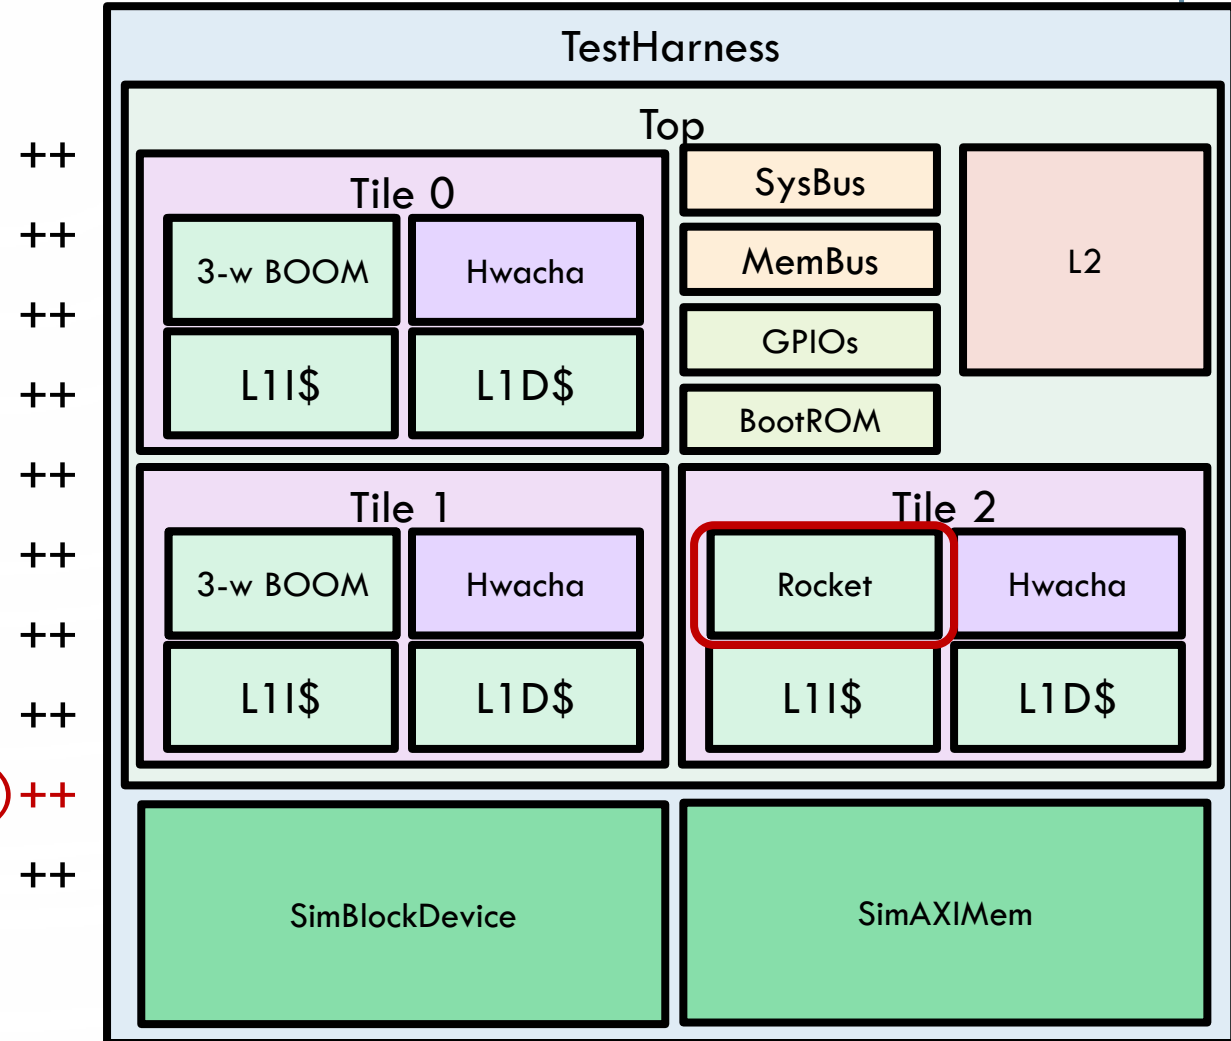 TestHarness
Top
++
++
++
++
++
++
++
++
)++
++
Tile 0
3-w BOOM
Hwacha
L1I$
L1D$
SysBus
MemBus
GPIOs
BootROM
L2
Tile 1
3-w BOOM
Hwacha
L1I$
L1D$
Tile 2
Rocket
Hwacha
L1I$
L1D$
SimBlockDevice
SimAXIMem